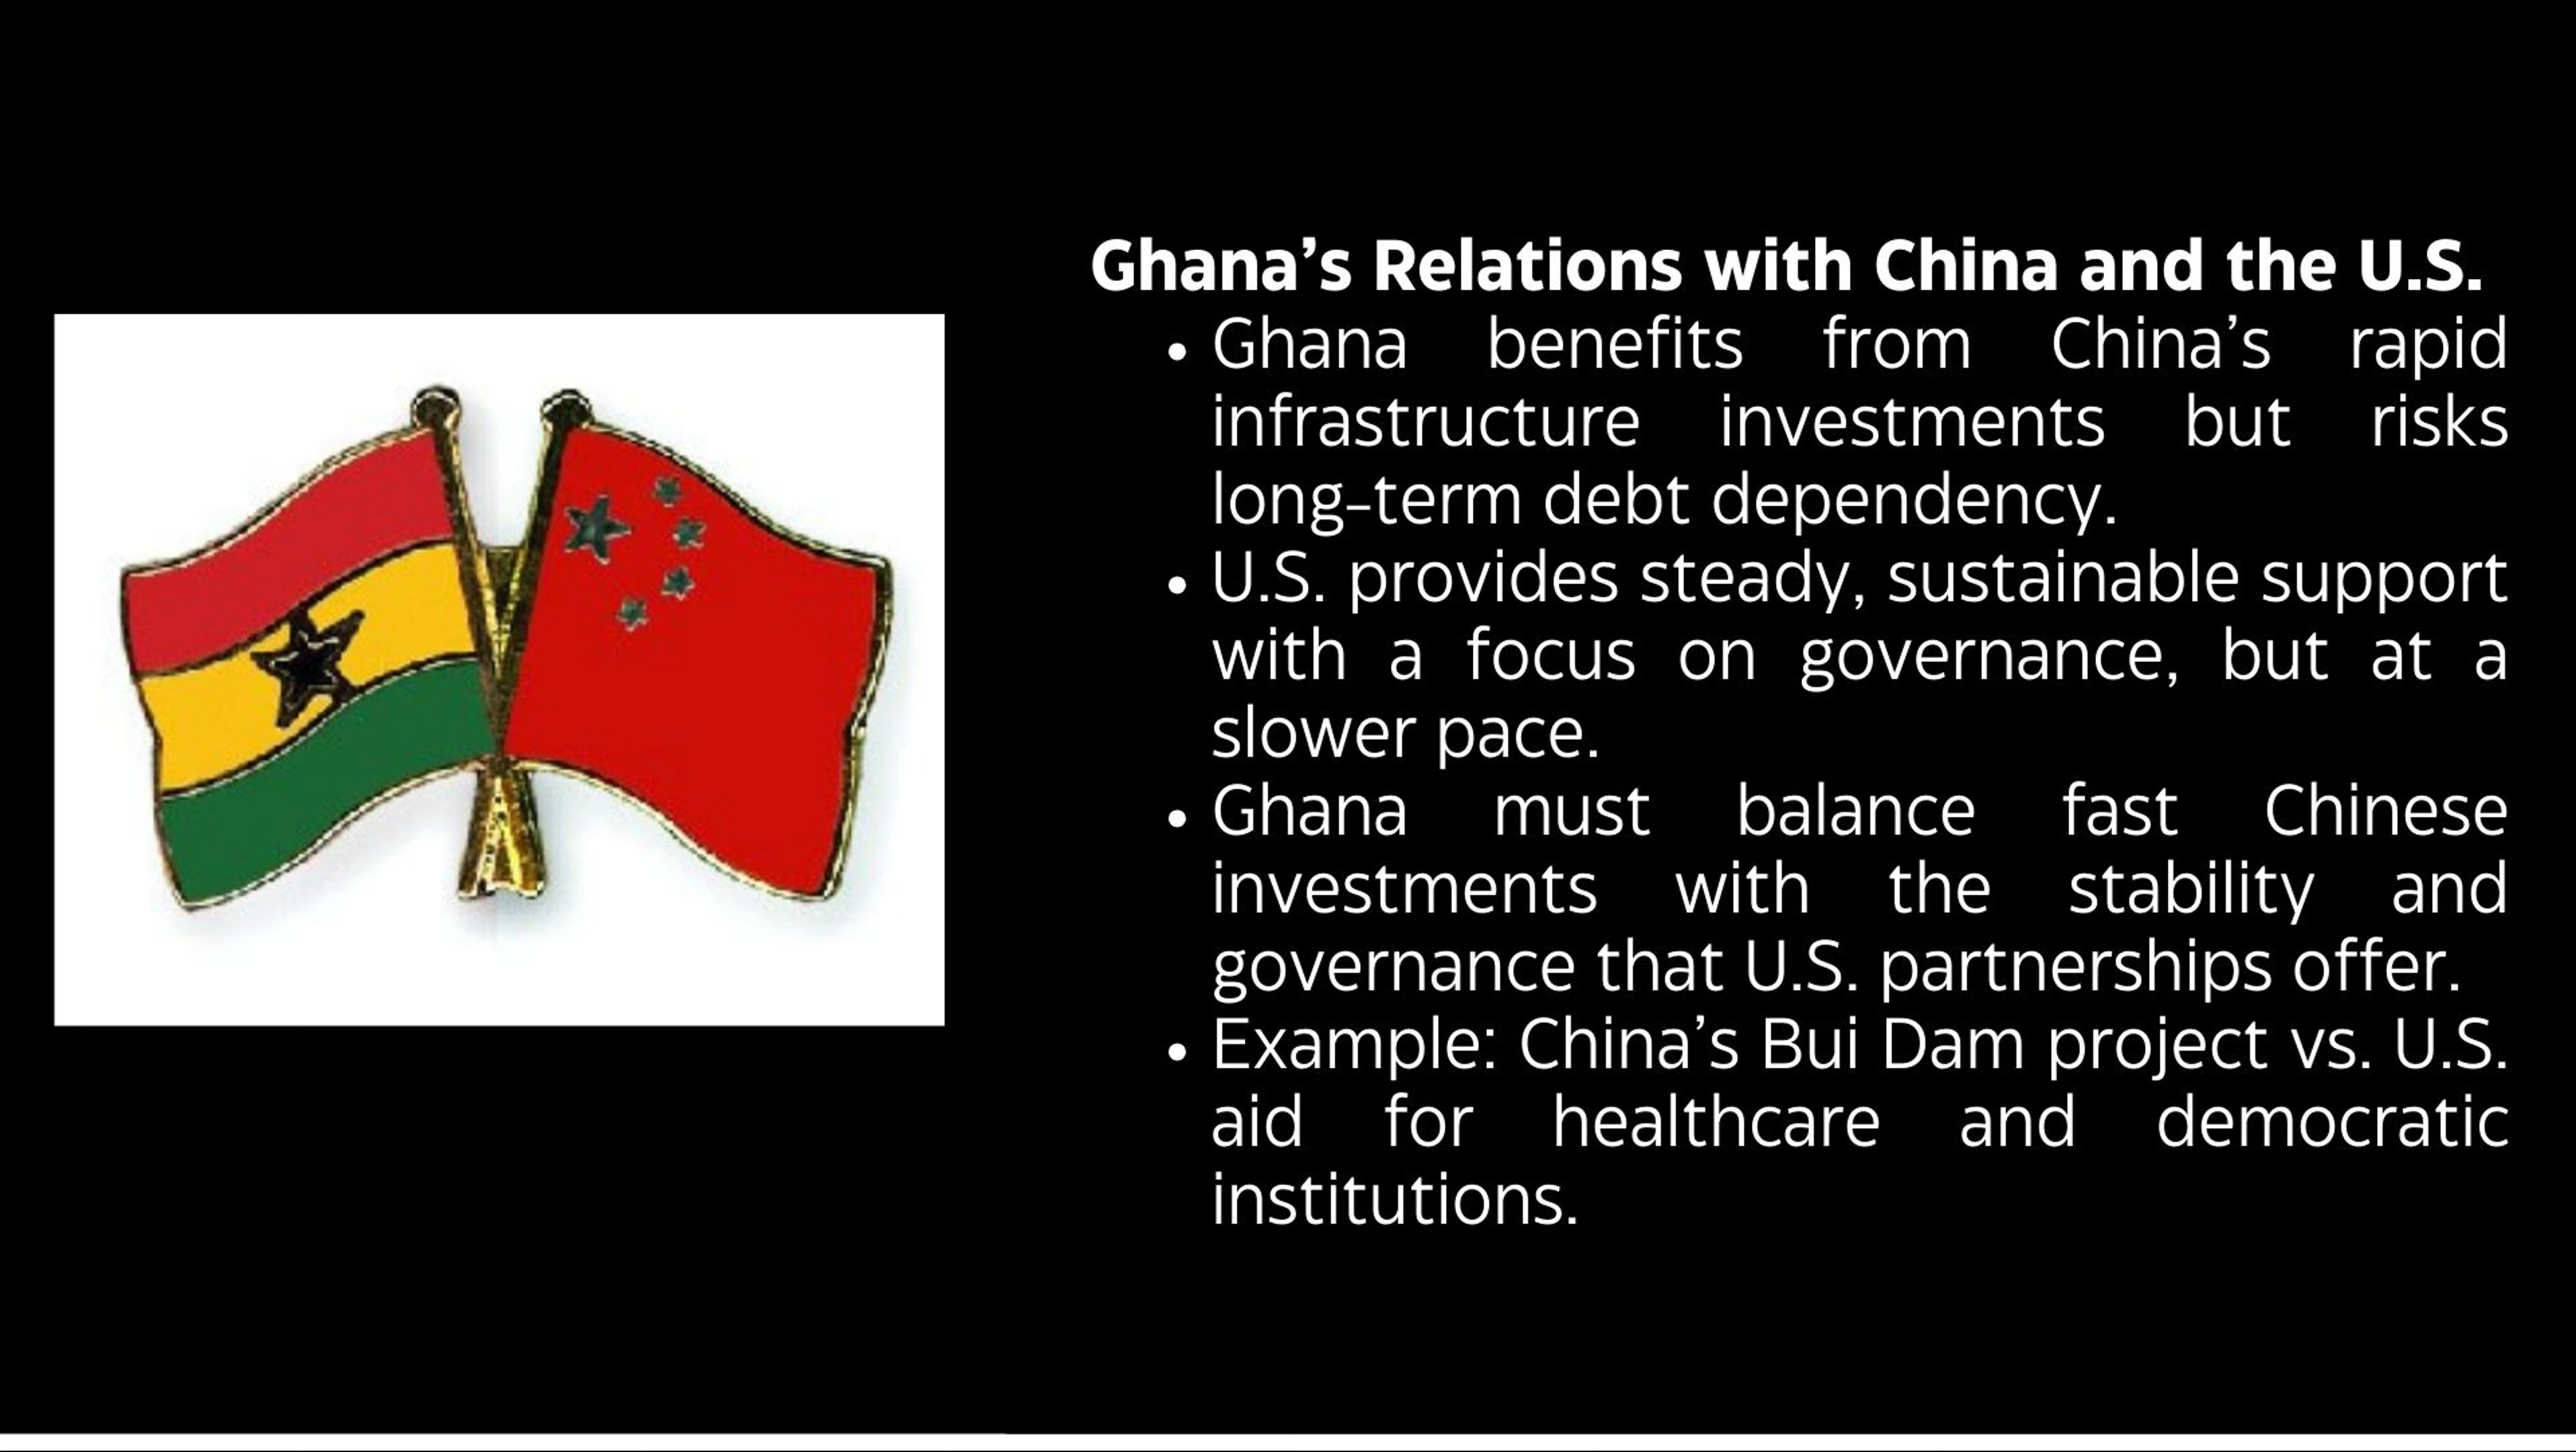 Ghana’s Relations with China and the U.S.
• Ghana benefits from China’s rapid
infrastructure investments but risks
long-term debt dependency.
• U.S. provides steady, sustainable support
with a focus on governance, but at a
slower pace.
• Ghana must balance fast Chinese
investments with the stability and
governance that U.S. partnerships offer.
• Example: China’s Bui Dam project vs. U.S.
aid for healthcare and democratic
institutions.